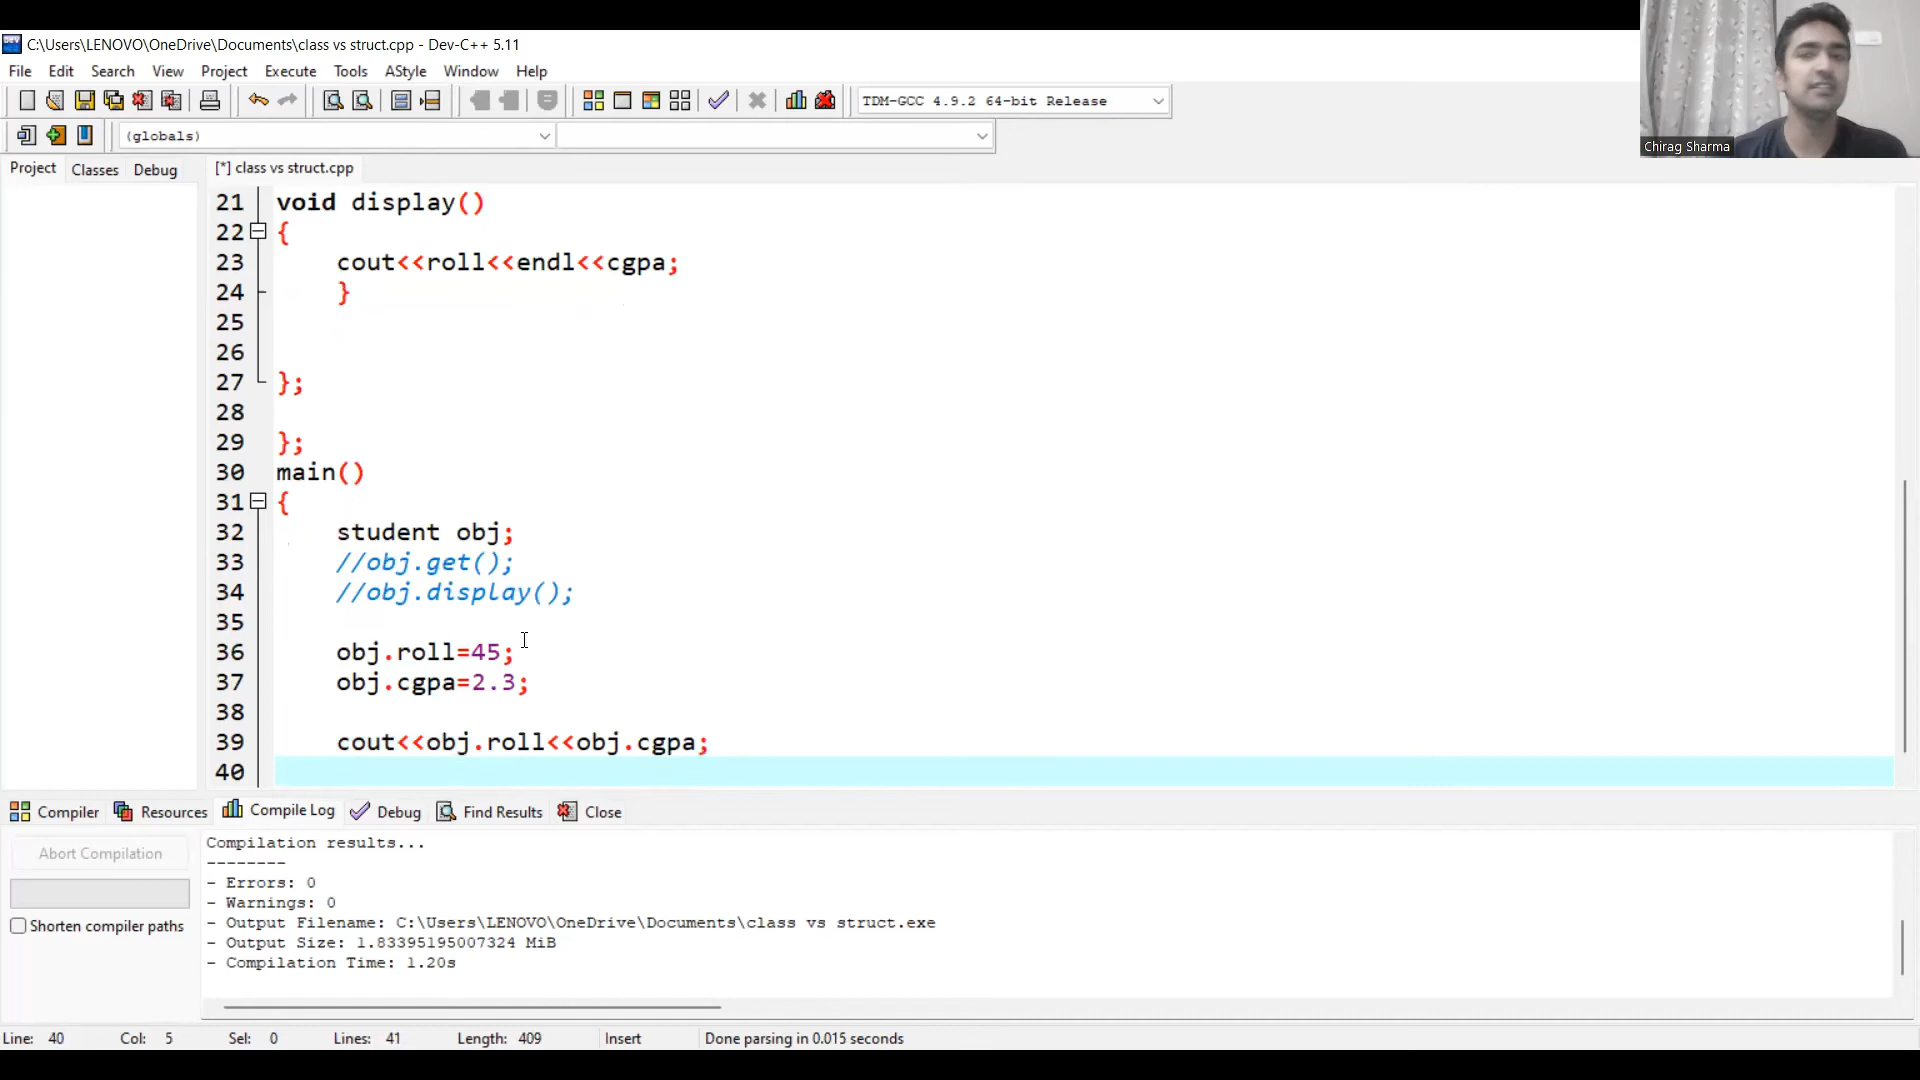 C:\Users\LENOVO\OneDrive\Documents\class vs struct.cpp - Dev-C++ 5.11
File Edit Search View Project Execute Tools AStyle Window Help
TDM-GCC 4.9.2 64-bit Release
(globals)
Chirag Sharma
Project Classes Debug
[*] class vs struct.cpp
21 void display()
22 {
23 cout<<roll<<endl<<cgpa;
24 }
25
26
27 };
28
29 };
30 main()
31 {
32 student obj;
33 //obj.get();
34 //obj.display();
35
36 obj.roll=45;
37 obj.cgpa=2.3;
38
39 cout<<obj.roll<<obj.cgpa;
40
Compiler Resources Compile Log Debug Find Results Close
Abort Compilation
Shorten compiler paths
Compilation results...
--------
- Errors: 0
- Warnings: 0
- Output Filename: C:\Users\LENOVO\OneDrive\Documents\class vs struct.exe
- Output Size: 1.83395195007324 MiB
- Compilation Time: 1.20s
Line: 40 Col: 5 Sel: 0 Lines: 41 Length: 409 Insert Done parsing in 0.015 seconds